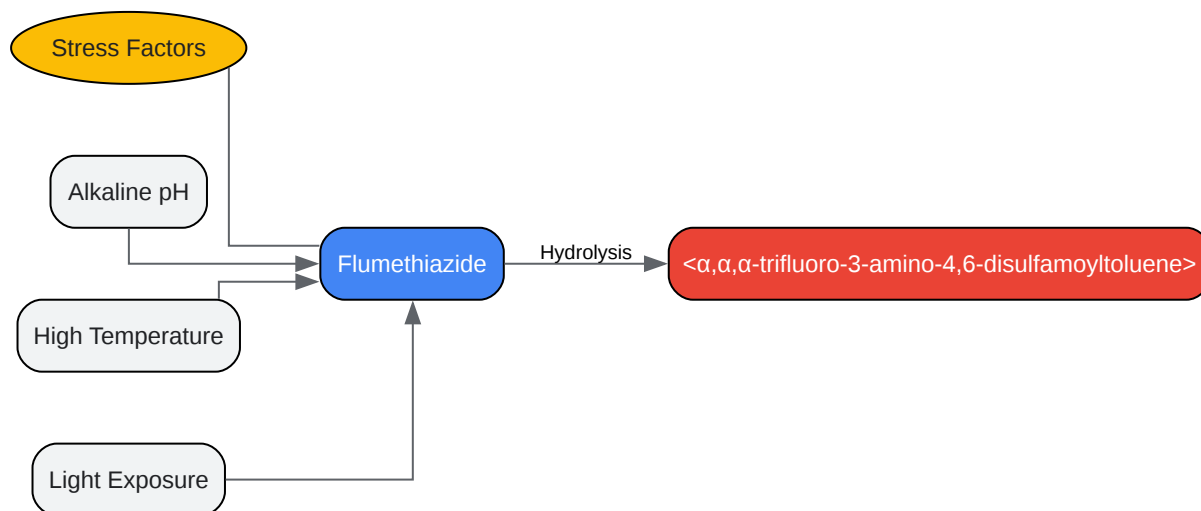 Stress Factors
Alkaline pH
High Temperature
Light Exposure
Flumethiazide
Hydrolysis
<α,α,α-trifluoro-3-amino-4,6-disulfamoyltoluene>